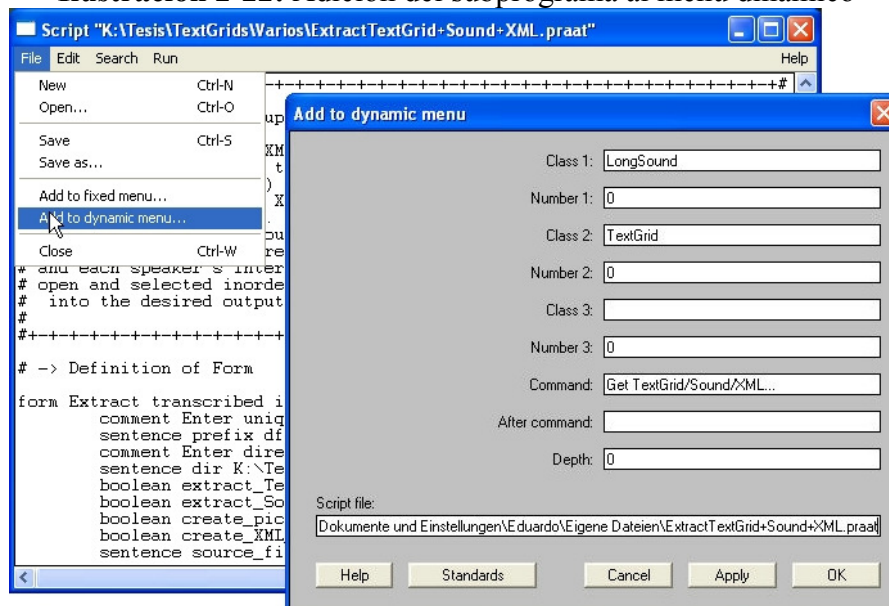 Ilustración 2-22: Adición del subprograma al menú dinámico
Script "K:\Tesis\TextGrids\Varios\ExtractTextGrid+Sound+XML.praat"
File Edit Search Run Help
New Ctrl-N
Open... Ctrl-O
Save Ctrl-S
Save as...
Add to fixed menu...
Add to dynamic menu...
Close Ctrl-W
-+-+-+-+-+-+-+-+-+-+-+-+-+-+-+-+-+-+-+-+-+-+-+#
up
XM
t
)
X
.
ou
re
# and each speaker's inter
# open and selected inorde
# into the desired output
#
#+-+-+-+-+-+-+-+-+-+-+-+
# -> Definition of Form
form Extract transcribed i
comment Enter uniq
sentence prefix df
comment Enter dire
sentence dir K:\Te
boolean extract_Te
boolean extract_So
boolean create_pic
boolean create_XML
sentence source_fi
Add to dynamic menu
Class 1: LongSound
Number 1: 0
Class 2: TextGrid
Number 2: 0
Class 3:
Number 3: 0
Command: Get TextGrid/Sound/XML...
After command:
Depth: 0
Script file:
Dokumente und Einstellungen\Eduardo\Eigene Dateien\ExtractTextGrid+Sound+XML.praat
Help Standards Cancel Apply OK